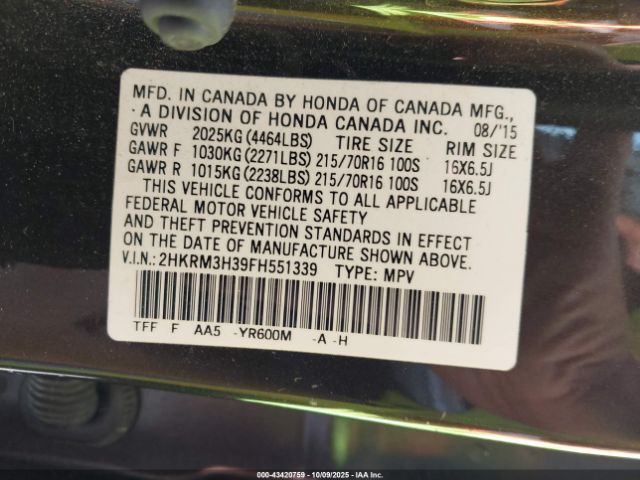 MFD. IN CANADA BY HONDA OF CANADA MFG.,
A DIVISION OF HONDA CANADA INC. 08/'15
GVWR 2025KG (4464LBS) TIRE SIZE RIM SIZE
GAWR F 1030KG (2271LBS) 215/70R16 100S 16X6.5J
GAWR R 1015KG (2238LBS) 215/70R16 100S 16X6.5J
THIS VEHICLE CONFORMS TO ALL APPLICABLE
FEDERAL MOTOR VEHICLE SAFETY
AND THEFT PREVENTION STANDARDS IN EFFECT
ON THE DATE OF MANUFACTURE SHOWN ABOVE.
V.I.N.: 2HKRM3H39FH551339 TYPE: MPV
TFF F AA5 -YR600M -A -H
000-43420759 | 10/09/2025 | IAA Inc.